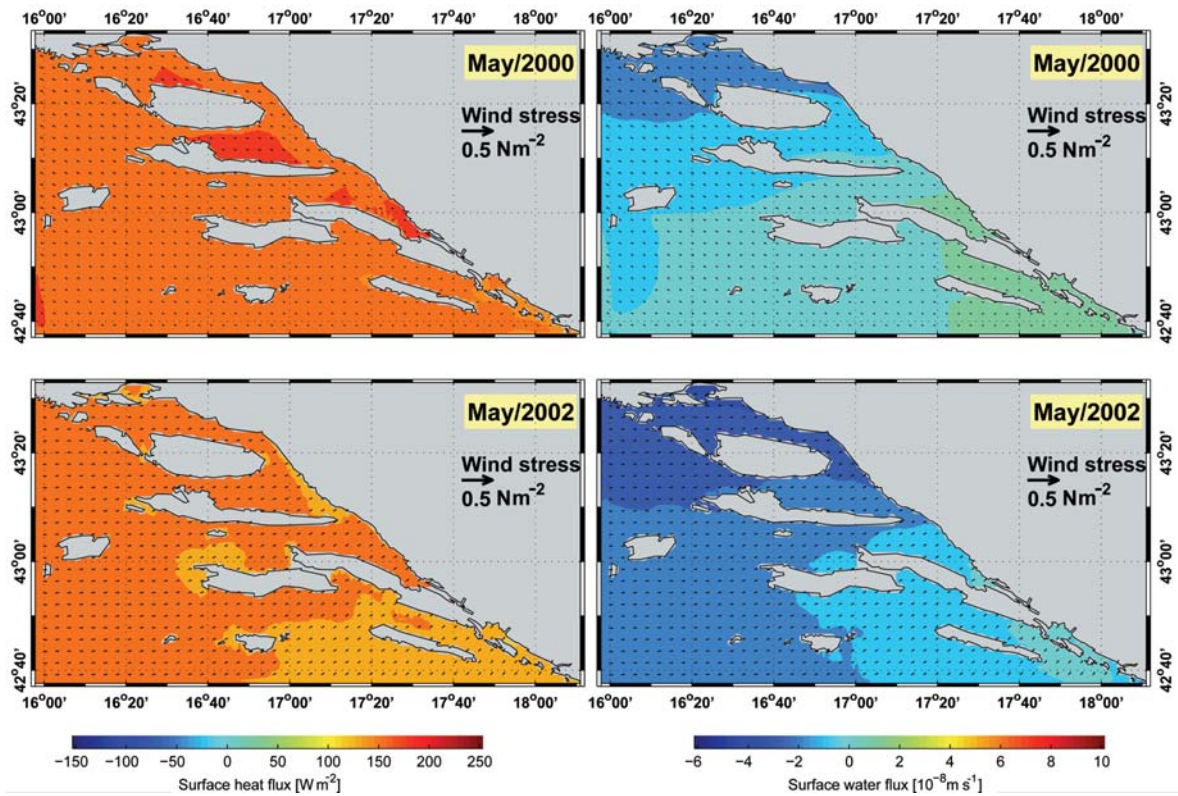 16°00' 16°20' 16°40' 17°00' 17°20' 17°40' 18°00' 16°00' 16°20' 16°40' 17°00' 17°20' 17°40' 18°00'
May/2000 May/2000
43°20' 43°20'
Wind stress Wind stress
0.5 Nm⁻² 0.5 Nm⁻²
43°00' 43°00'
42°40' 42°40'
May/2002 May/2002
43°20' 43°20'
Wind stress Wind stress
0.5 Nm⁻² 0.5 Nm⁻²
43°00' 43°00'
42°40' 42°40'
16°00' 16°20' 16°40' 17°00' 17°20' 17°40' 18°00' 16°00' 16°20' 16°40' 17°00' 17°20' 17°40' 18°00'
−150 −100 −50 0 50 100 150 200 250 −6 −4 −2 0 2 4 6 8 10
Surface heat flux [W m⁻²] Surface water flux [10⁻⁸m s⁻¹]